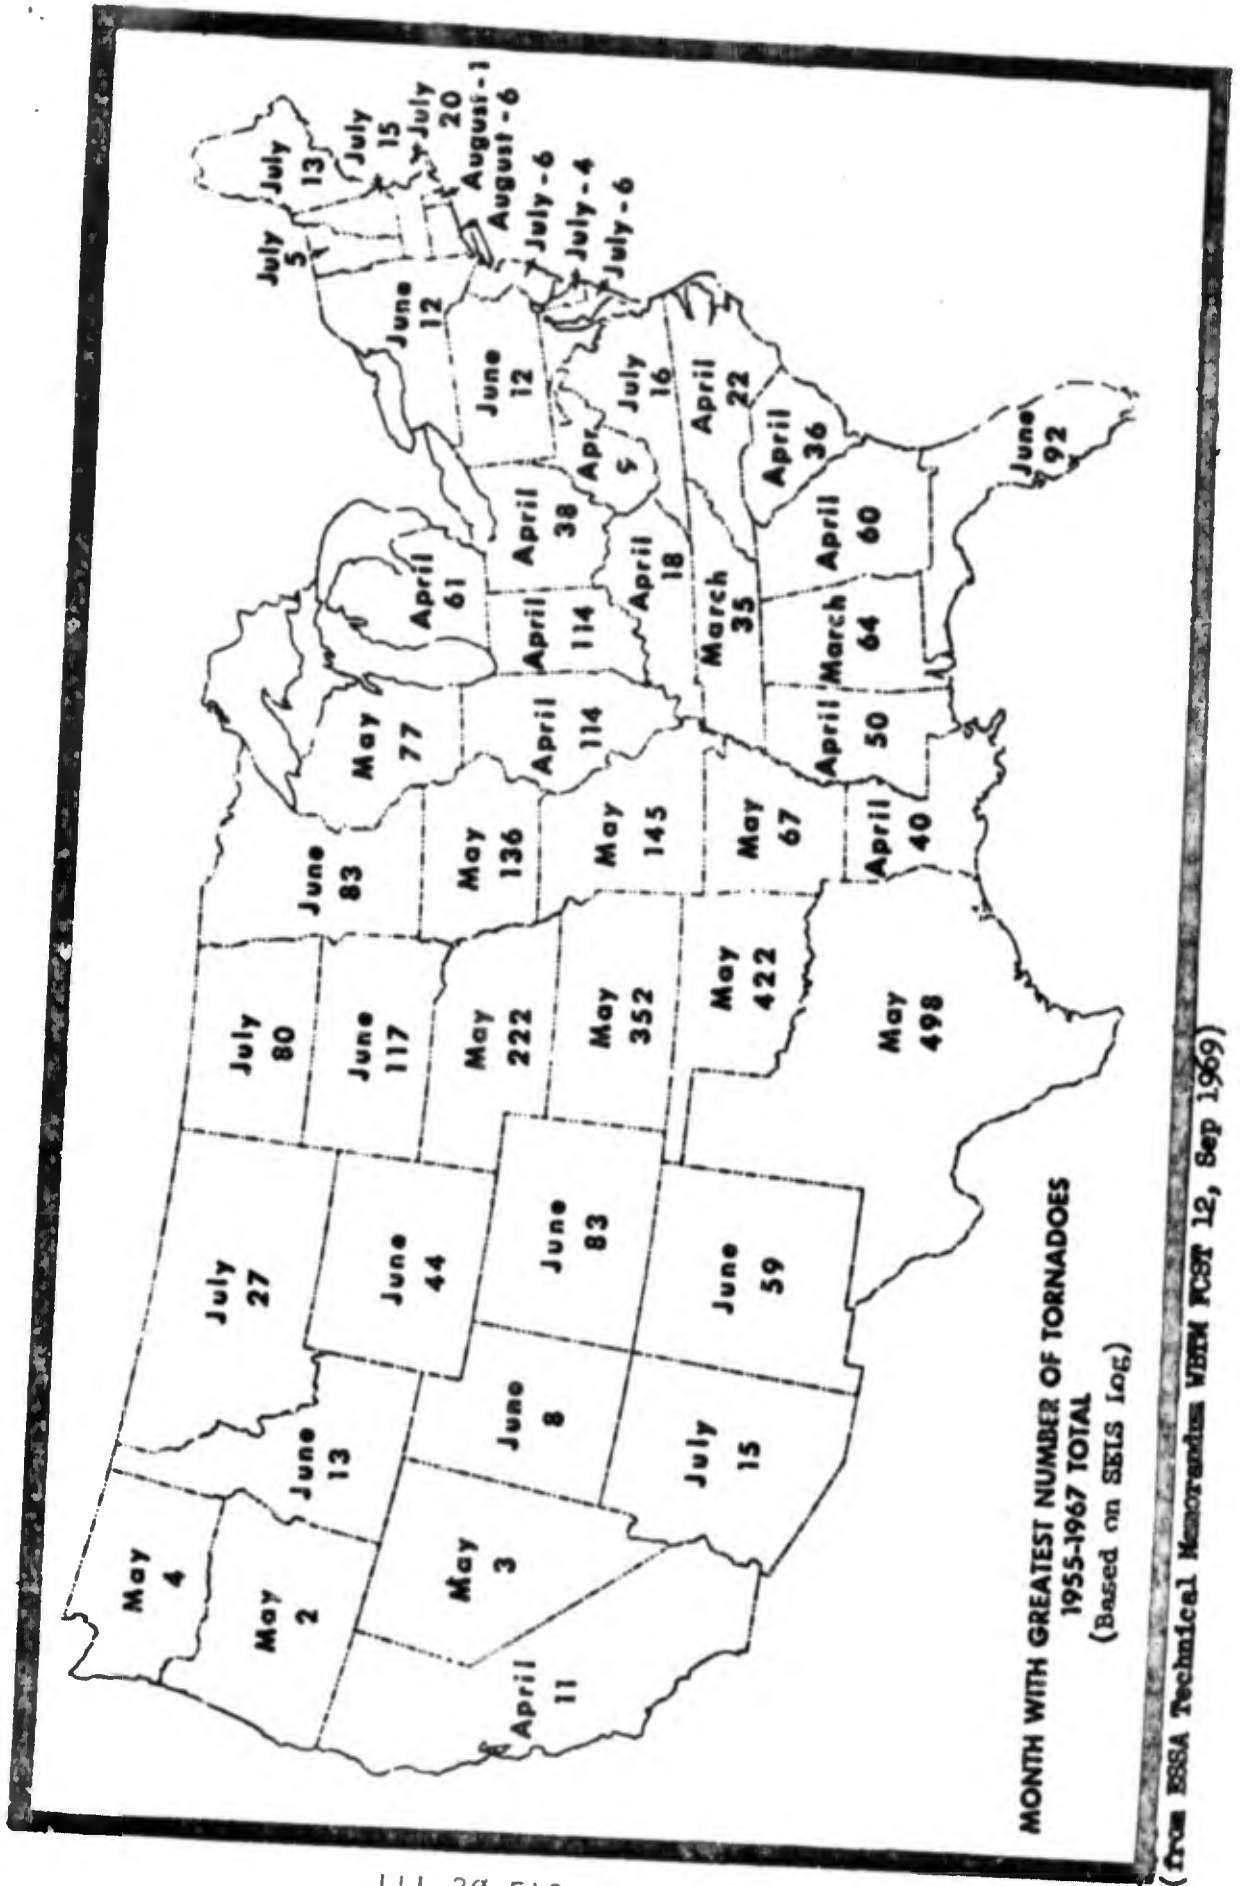 May
4
May
2
April
11
May
3
June
13
July
27
June
44
June
8
July
15
June
83
June
59
July
80
June
117
May
222
May
352
May
422
May
498
June
83
May
136
May
145
May
67
April
40
May
77
April
114
April
50
April
61
April
114
April
38
April
18
March
35
March
64
April
60
April
36
April
22
July
16
Apr
June
92
June
12
June
12
July
5
July
13
July
15
July
20
August-1
August-6
July-6
July-4
July-6
MONTH WITH GREATEST NUMBER OF TORNADOES
1955-1967 TOTAL
(Based on SELS Log)
(from ESSA Technical Memorandum WBTM FCST 12, Sep 1969)